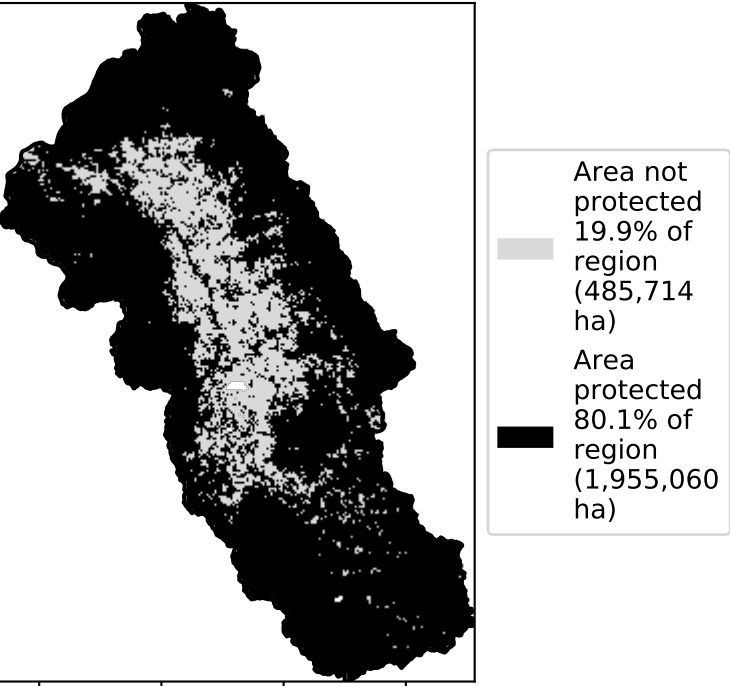 Area not
protected
19.9% of
region
(485,714
ha)
Area
protected
80.1% of
region
(1,955,060
ha)